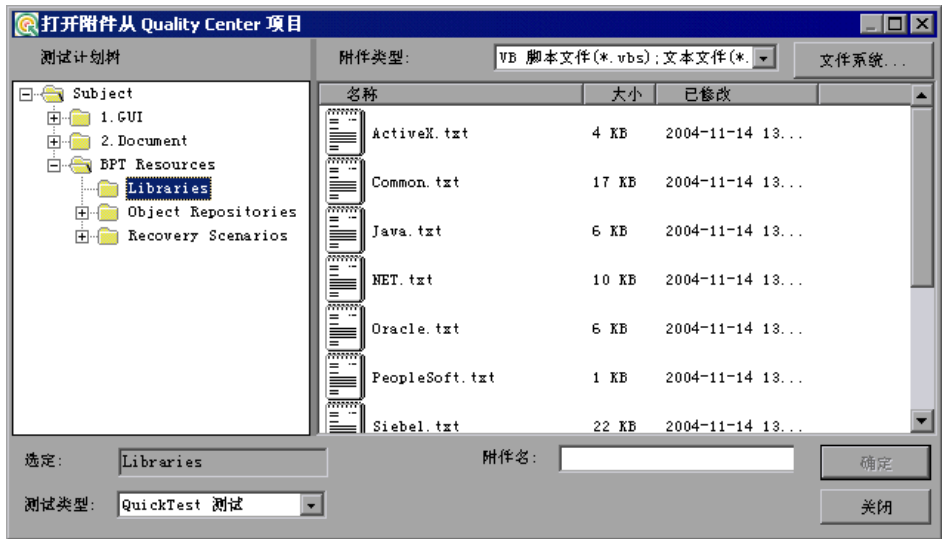 打开附件从 Quality Center 项目
测试计划树
附件类型: VB 脚本文件(*.vbs);文本文件(*. 文件系统...
Subject
1.GUI
2.Document
BPT Resources
Libraries
Object Repositories
Recovery Scenarios
名称 大小 已修改
ActiveX.txt 4 KB 2004-11-14 13...
Common.txt 17 KB 2004-11-14 13...
Java.txt 6 KB 2004-11-14 13...
NET.txt 10 KB 2004-11-14 13...
Oracle.txt 6 KB 2004-11-14 13...
PeopleSoft.txt 1 KB 2004-11-14 13...
Siebel.txt 22 KB 2004-11-14 13...
选定: Libraries 附件名: 确定
测试类型: QuickTest 测试 关闭